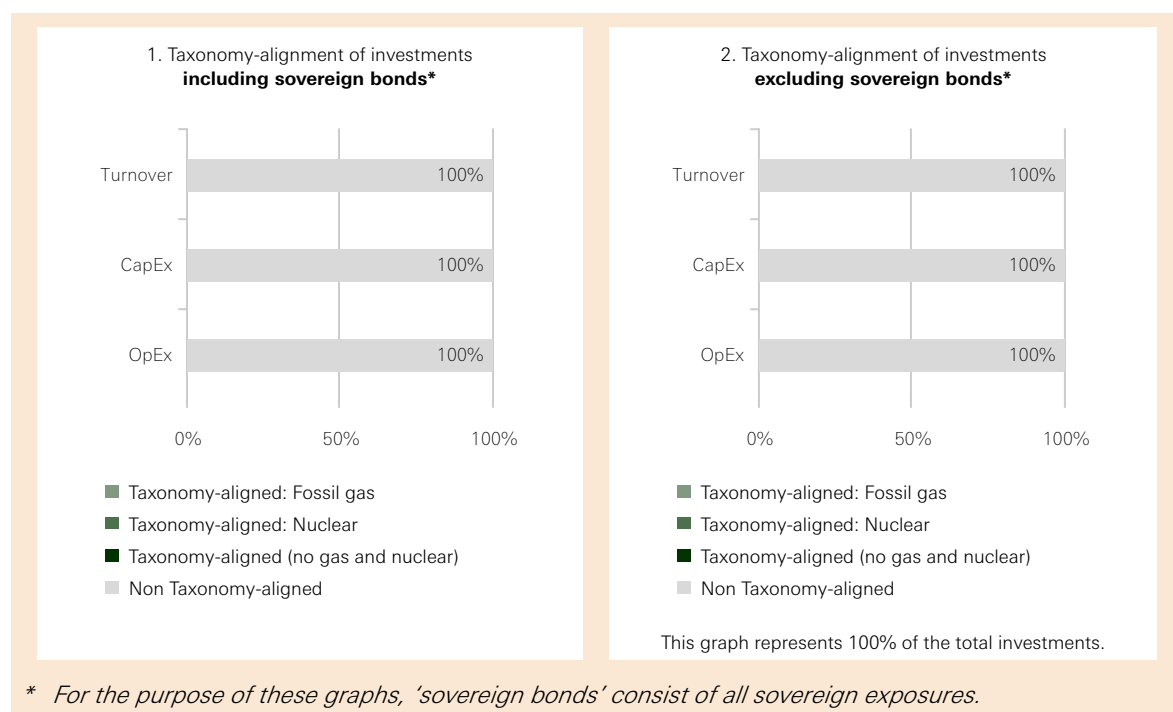 1. Taxonomy-alignment of investments
including sovereign bonds*
Turnover
100%
CapEx
100%
OpEx
100%
0%
50%
100%
Taxonomy-aligned: Fossil gas
Taxonomy-aligned: Nuclear
Taxonomy-aligned (no gas and nuclear)
Non Taxonomy-aligned
2. Taxonomy-alignment of investments
excluding sovereign bonds*
Turnover
100%
CapEx
100%
OpEx
100%
0%
50%
100%
Taxonomy-aligned: Fossil gas
Taxonomy-aligned: Nuclear
Taxonomy-aligned (no gas and nuclear)
Non Taxonomy-aligned
This graph represents 100% of the total investments.
* For the purpose of these graphs, ‘sovereign bonds’ consist of all sovereign exposures.